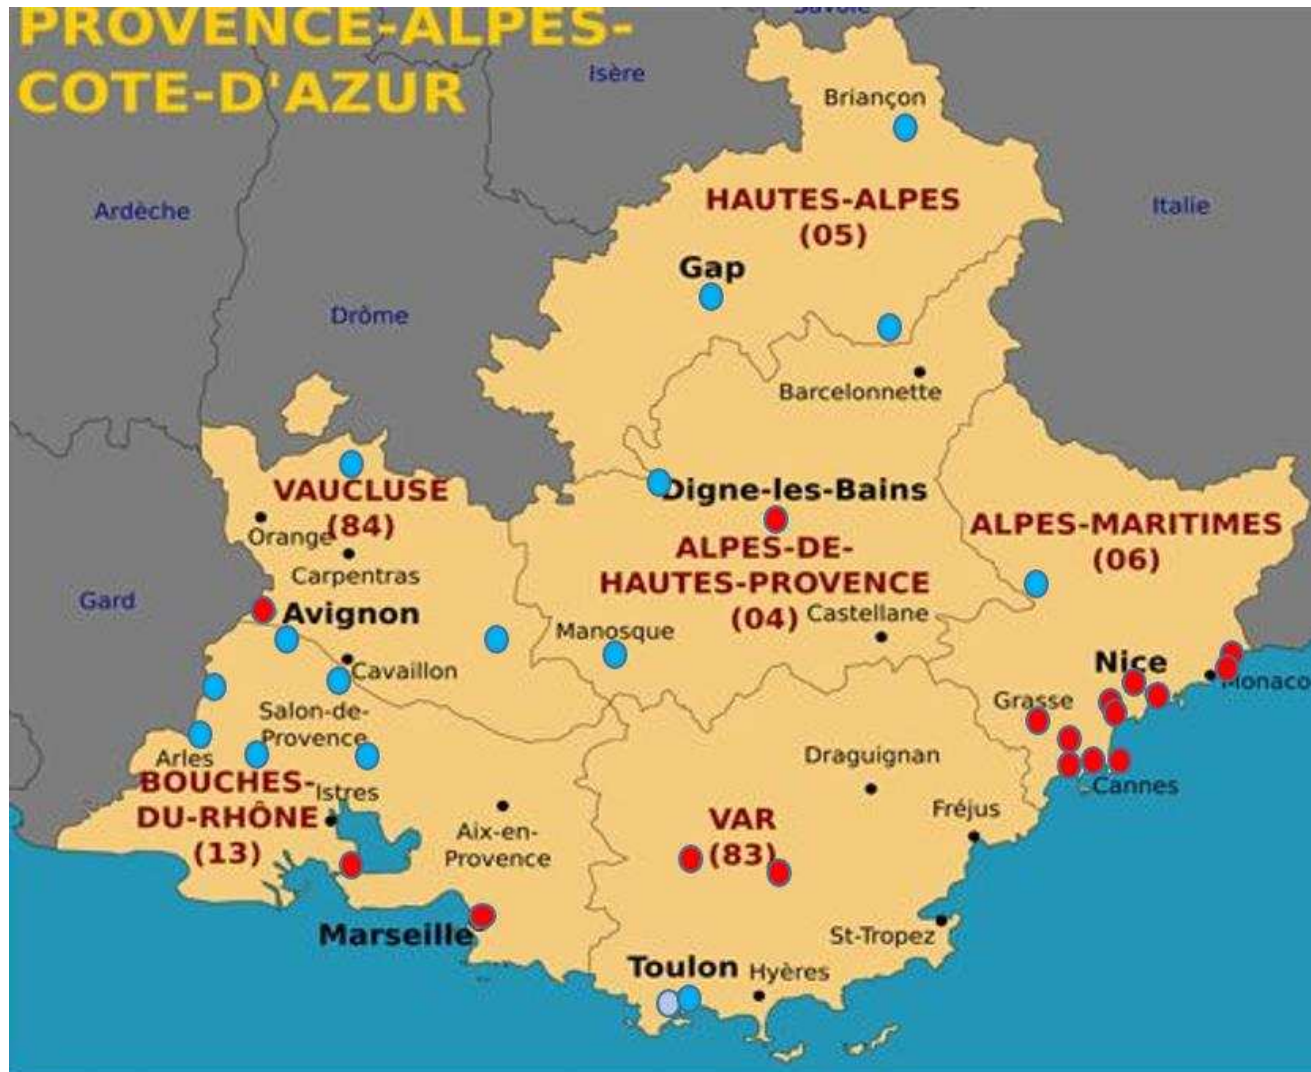 PROVENCE-ALPES-
COTE-D'AZUR
Savoie
Isère
Briançon
Ardèche
HAUTES-ALPES
(05)
Italie
Gap
Drôme
Barcelonnette
VAUCLUSE
(84)
Digne-les-Bains
Orange
ALPES-MARITIMES
(06)
Carpentras
ALPES-DE-
HAUTES-PROVENCE
(04)
Gard
Avignon
Castellane
Manosque
Cavaillon
Nice
Monaco
Grasse
Salon-de-
Provence
Arles
Draguignan
BOUCHES-
DU-RHÔNE
(13)
Istres
Cannes
Fréjus
VAR
(83)
Aix-en-
Provence
Marseille
St-Tropez
Toulon
Hyères